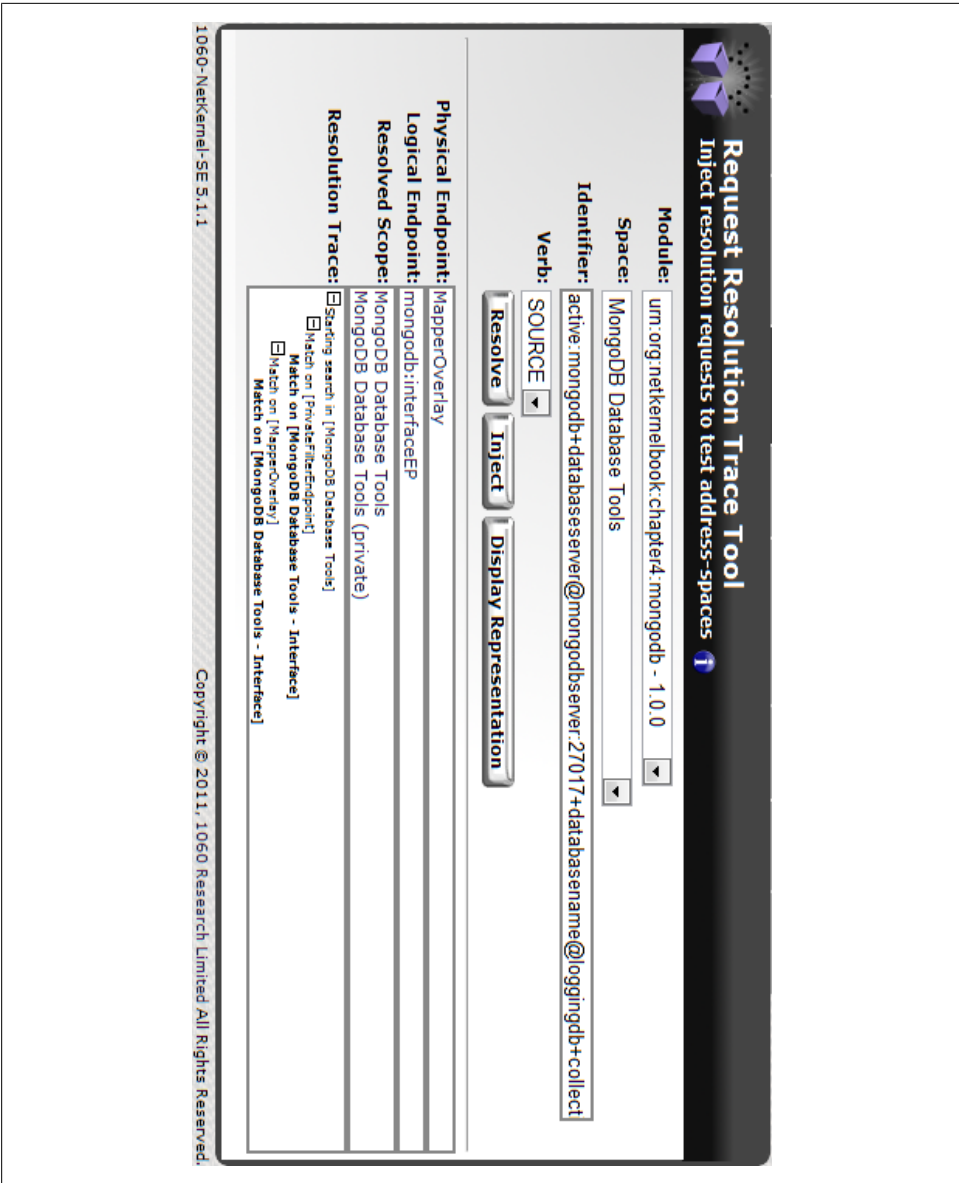 Request Resolution Trace Tool
Inject resolution requests to test address-spaces i
Module: urn:org:netkernelbook:chapter4:mongodb - 1.0.0
Space: MongoDB Database Tools
Identifier: active:mongodb+databaseserver@mongodbserver:27017+databasename@loggingdb+collect
Verb: SOURCE
Resolve Inject Display Representation
Physical Endpoint: MapperOverlay
Logical Endpoint: mongodb:interfaceEP
Resolved Scope: MongoDB Database Tools
MongoDB Database Tools (private)
Resolution Trace: Starting search in [MongoDB Database Tools]
Match on [PrivateFilterEndpoint]
Match on [MongoDB Database Tools - Interface]
Match on [MapperOverlay]
Match on [MongoDB Database Tools - Interface]
1060-NetKernel-SE 5.1.1 Copyright © 2011, 1060 Research Limited All Rights Reserved.